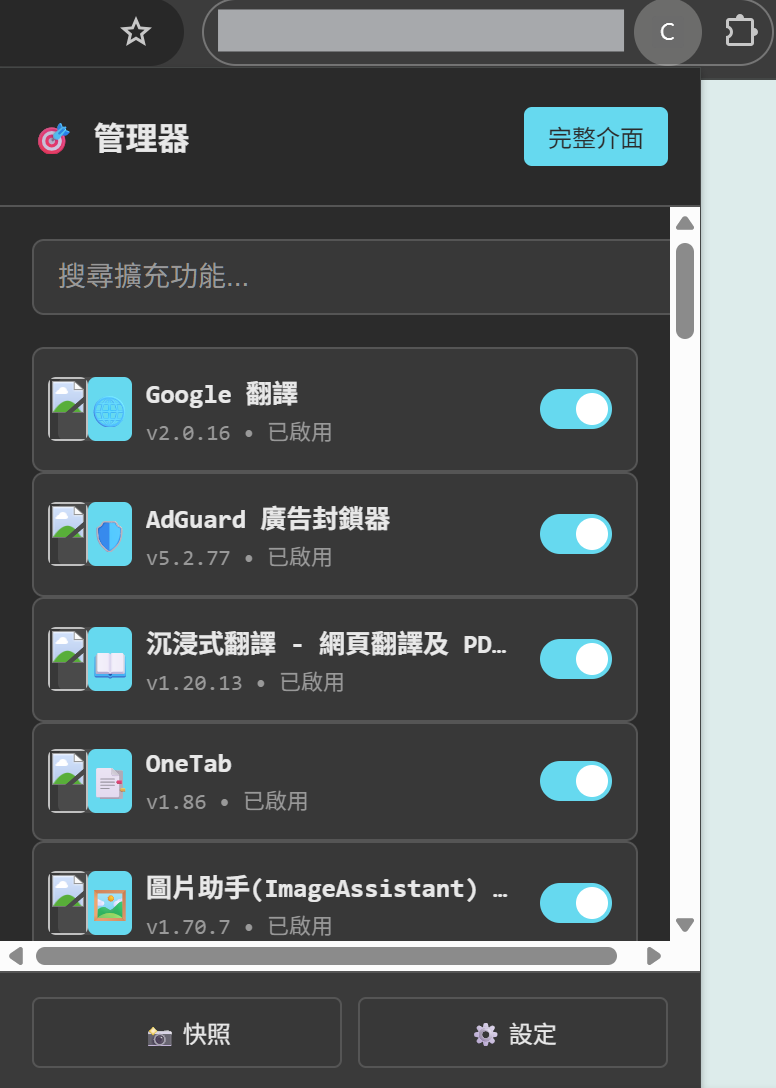 C
管理器
完整介面
搜尋擴充功能...
Google 翻譯
v2.0.16 • 已啟用
AdGuard 廣告封鎖器
v5.2.77 • 已啟用
沉浸式翻譯 - 網頁翻譯及 PD…
v1.20.13 • 已啟用
OneTab
v1.86 • 已啟用
圖片助手(ImageAssistant) …
v1.70.7 • 已啟用
快照
設定